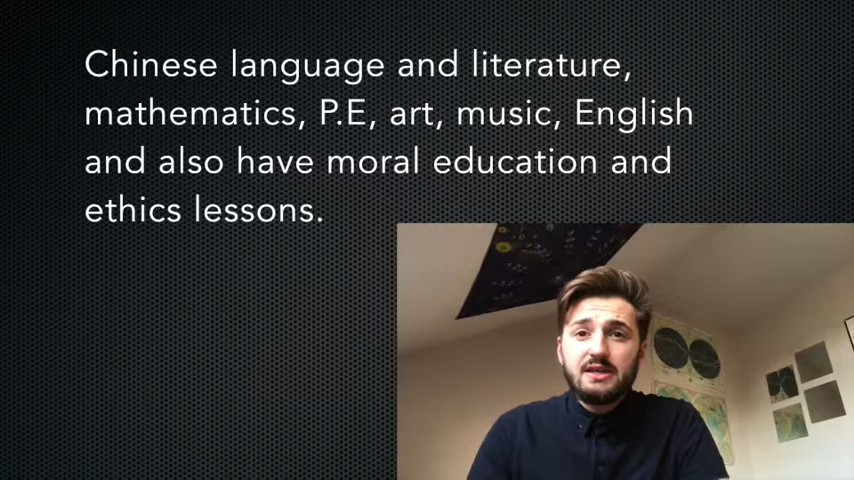 Chinese language and literature,
mathematics, P.E, art, music, English
and also have moral education and
ethics lessons.